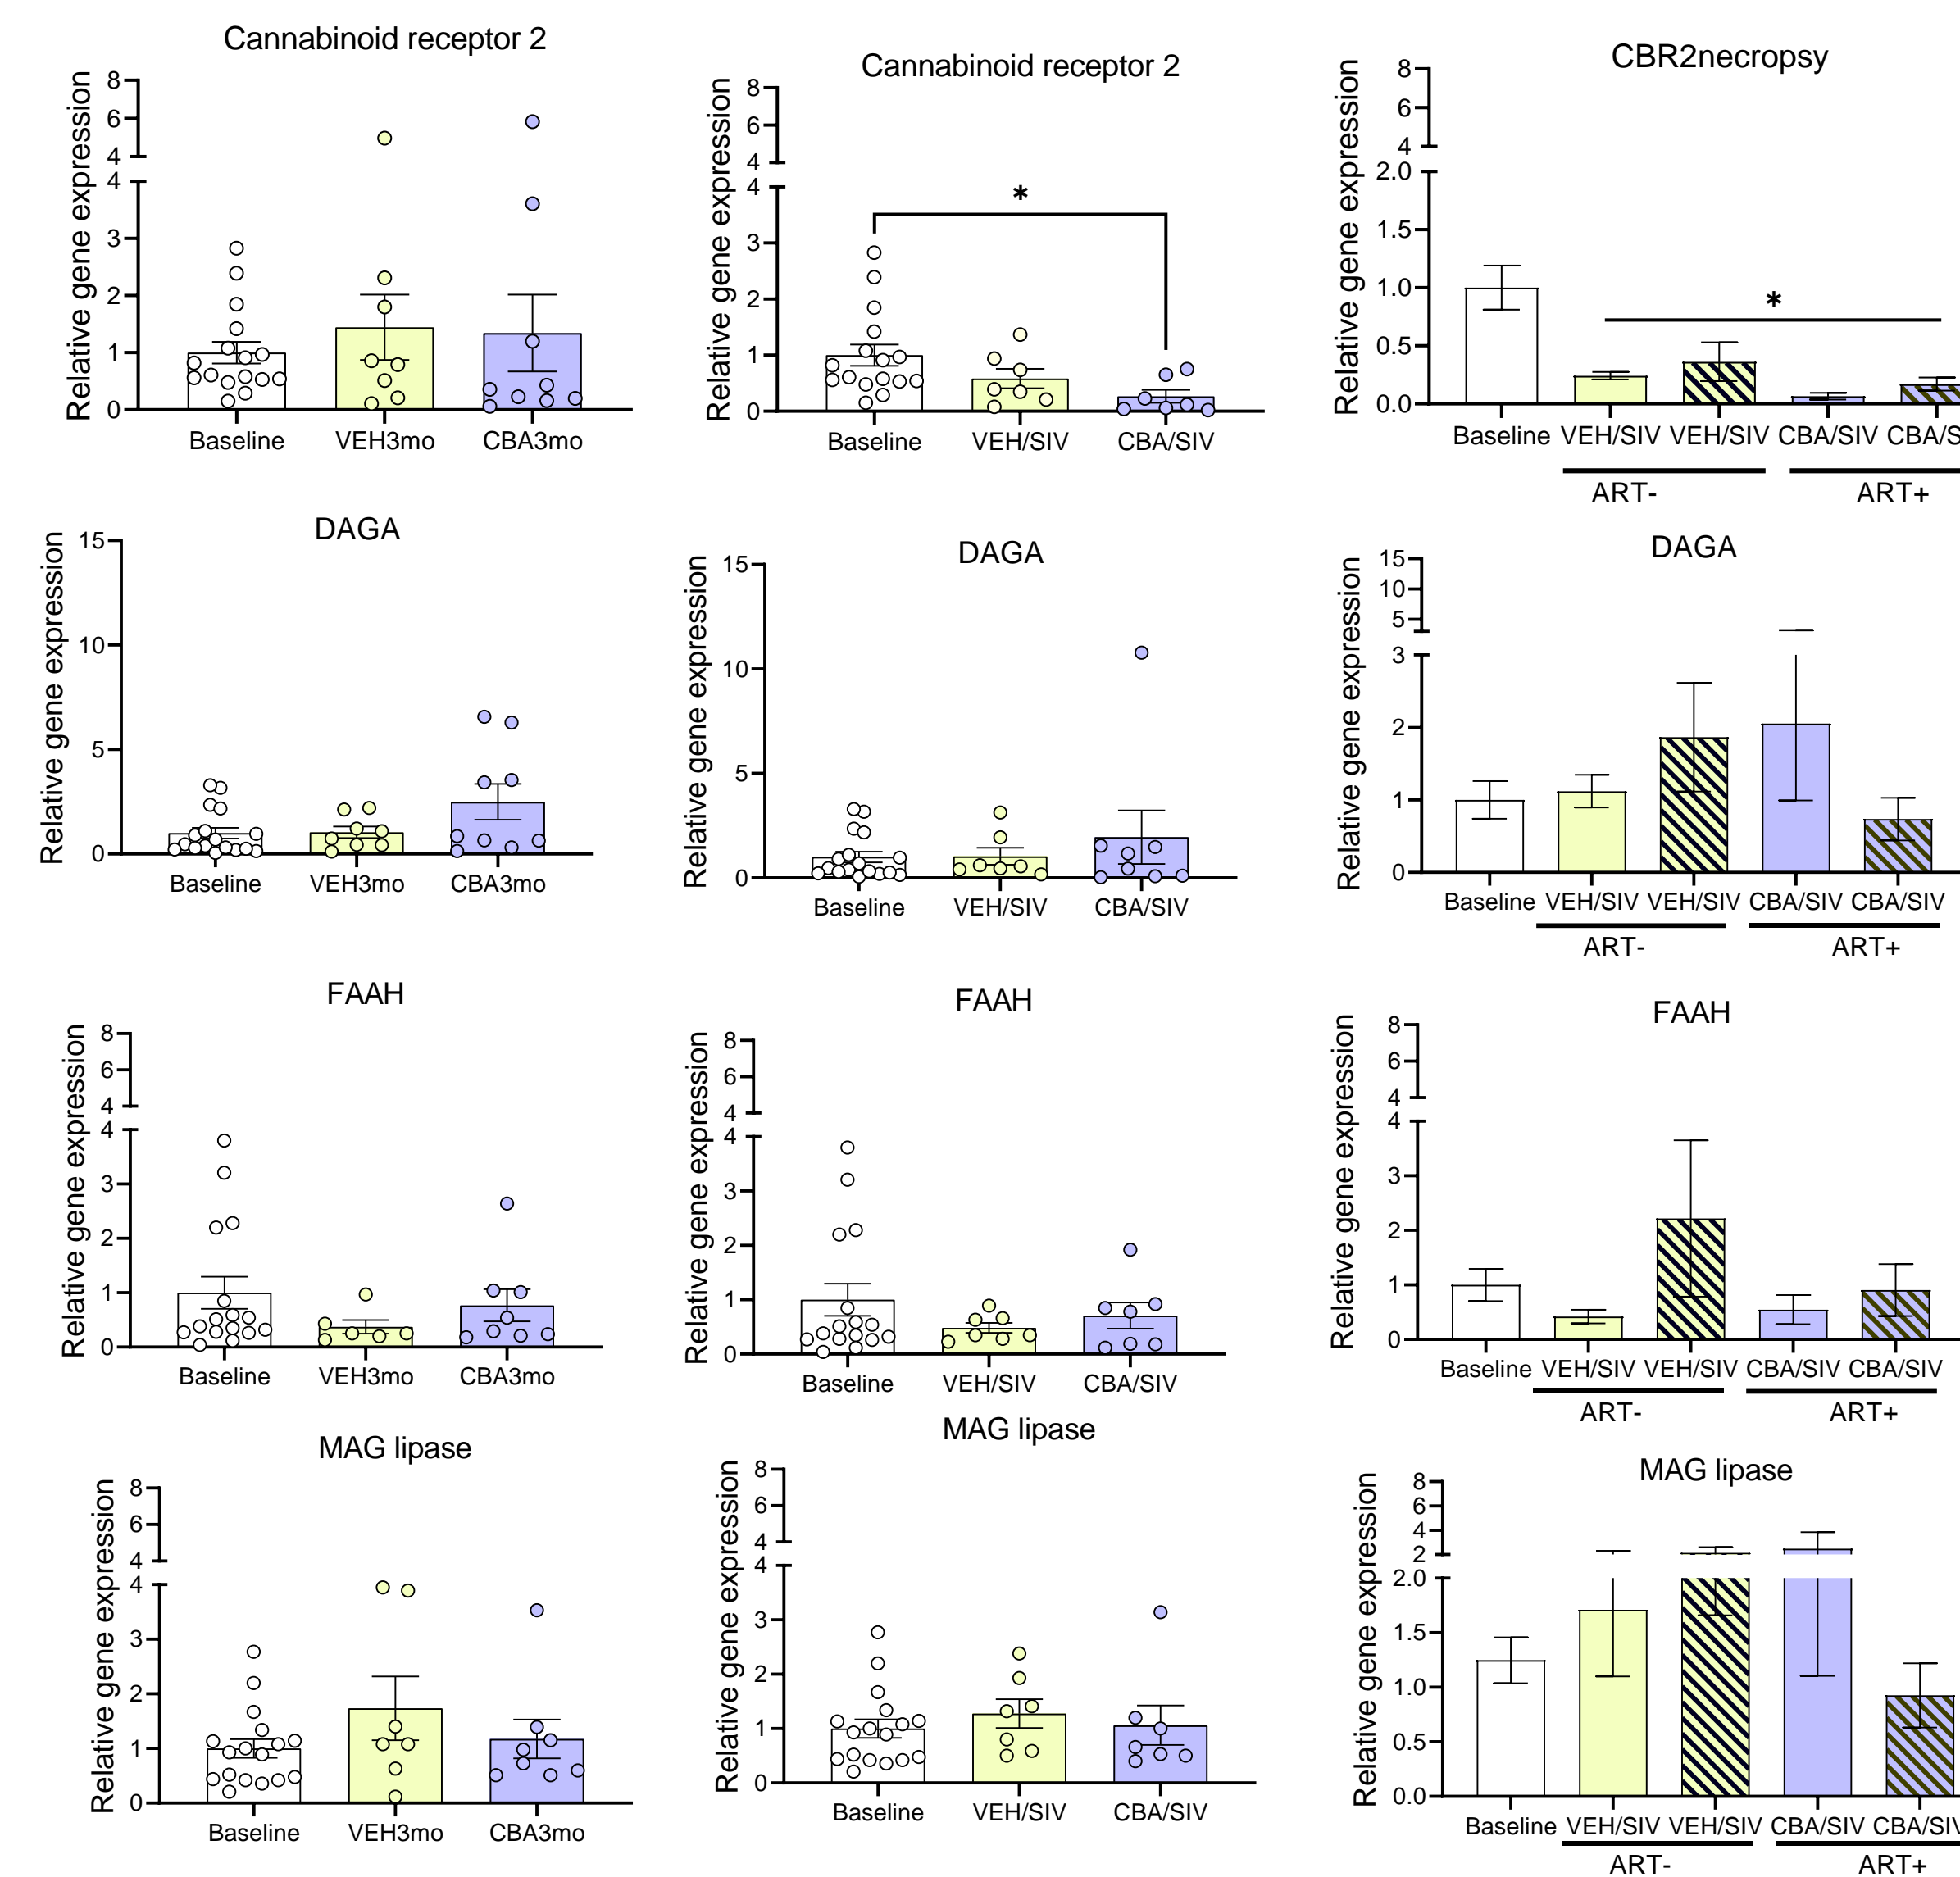 Cannabinoid receptor 2
Relative gene expression
8
6
4
4
3
2
1
0
Baseline VEH3mo CBA3mo
Cannabinoid receptor 2
Relative gene expression
8
6
4
4
3
2
1
0
*
Baseline VEH/SIV CBA/SIV
CBR2necropsy
Relative gene expression
8
6
4
2.0
1.5
1.0
0.5
0.0
*
Baseline VEH/SIV VEH/SIV CBA/SIV CBA/S
ART- ART+
DAGA
Relative gene expression
15
10
5
0
Baseline VEH3mo CBA3mo
DAGA
Relative gene expression
15
10
5
0
Baseline VEH/SIV CBA/SIV
DAGA
Relative gene expression
15
10
5
3
2
1
0
Baseline VEH/SIV VEH/SIV CBA/SIV CBA/SIV
ART- ART+
FAAH
Relative gene expression
8
6
4
4
3
2
1
0
Baseline VEH3mo CBA3mo
FAAH
Relative gene expression
8
6
4
4
3
2
1
0
Baseline VEH/SIV CBA/SIV
FAAH
Relative gene expression
8
6
4
4
3
2
1
0
Baseline VEH/SIV VEH/SIV CBA/SIV CBA/SIV
ART- ART+
MAG lipase
Relative gene expression
8
6
4
4
3
2
1
0
Baseline VEH3mo CBA3mo
MAG lipase
Relative gene expression
8
6
4
4
3
2
1
0
Baseline VEH/SIV CBA/SIV
MAG lipase
Relative gene expression
8
6
4
2
2.0
1.5
1.0
0.5
0.0
Baseline VEH/SIV VEH/SIV CBA/SIV CBA/SIV
ART- ART+